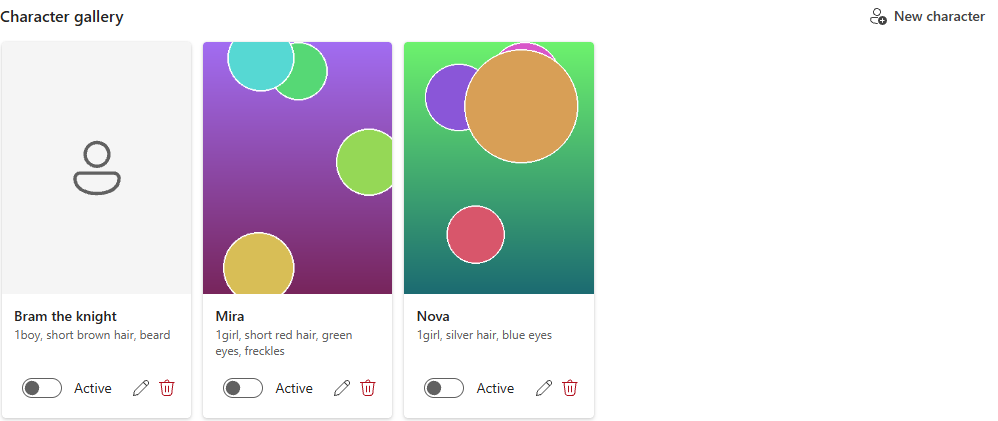 Character gallery
New character
Bram the knight
1boy, short brown hair, beard
Active
Mira
1girl, short red hair, green
eyes, freckles
Active
Nova
1girl, silver hair, blue eyes
Active